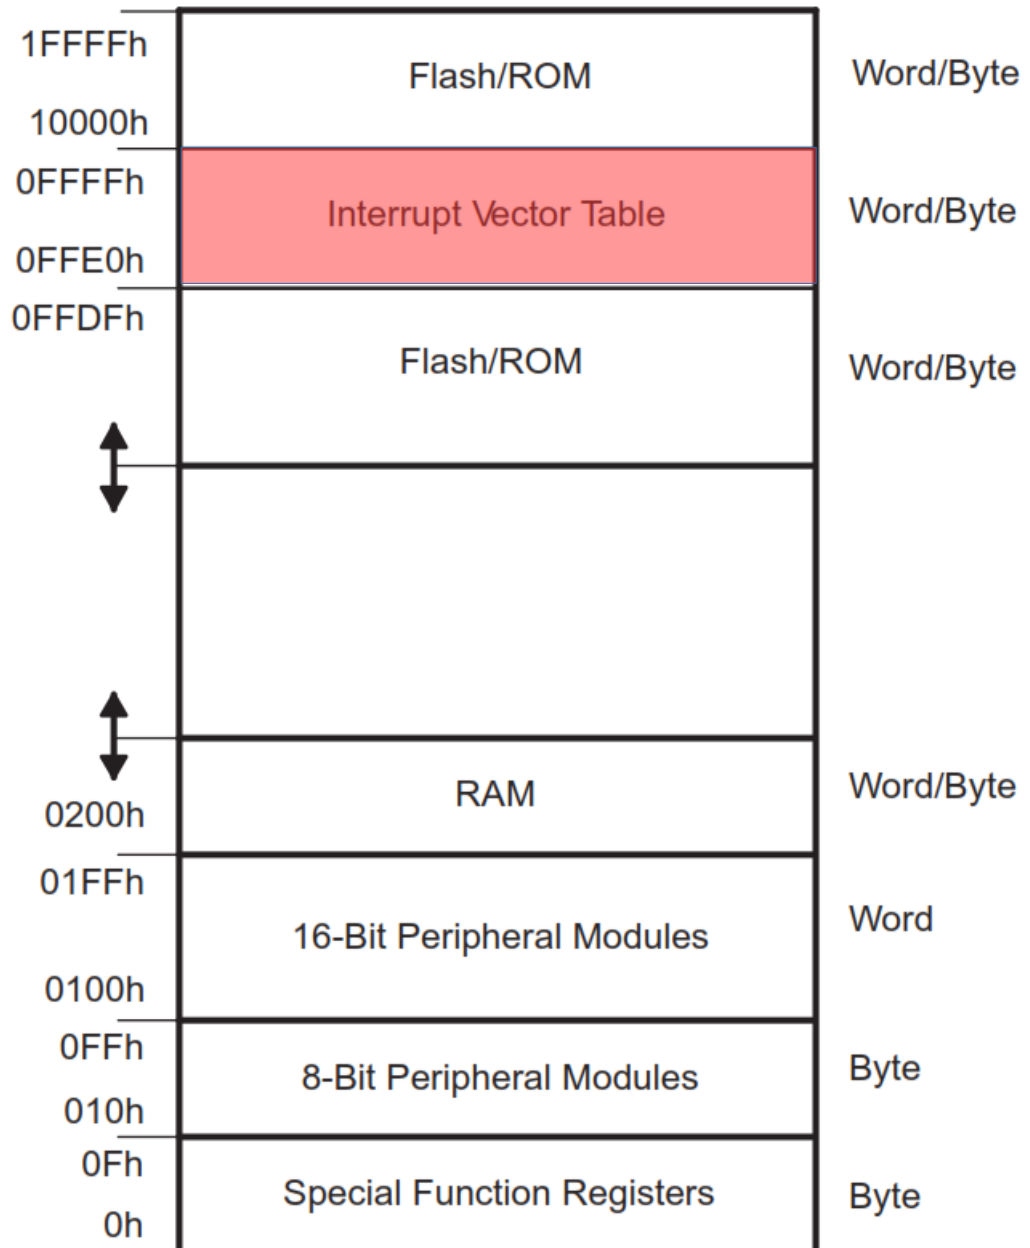 1FFFFh
Flash/ROM
Word/Byte
10000h
0FFFFh
Interrupt Vector Table
Word/Byte
0FFE0h
0FFDFh
Flash/ROM
Word/Byte
RAM
Word/Byte
0200h
01FFh
16-Bit Peripheral Modules
Word
0100h
0FFh
8-Bit Peripheral Modules
Byte
010h
0Fh
Special Function Registers
Byte
0h